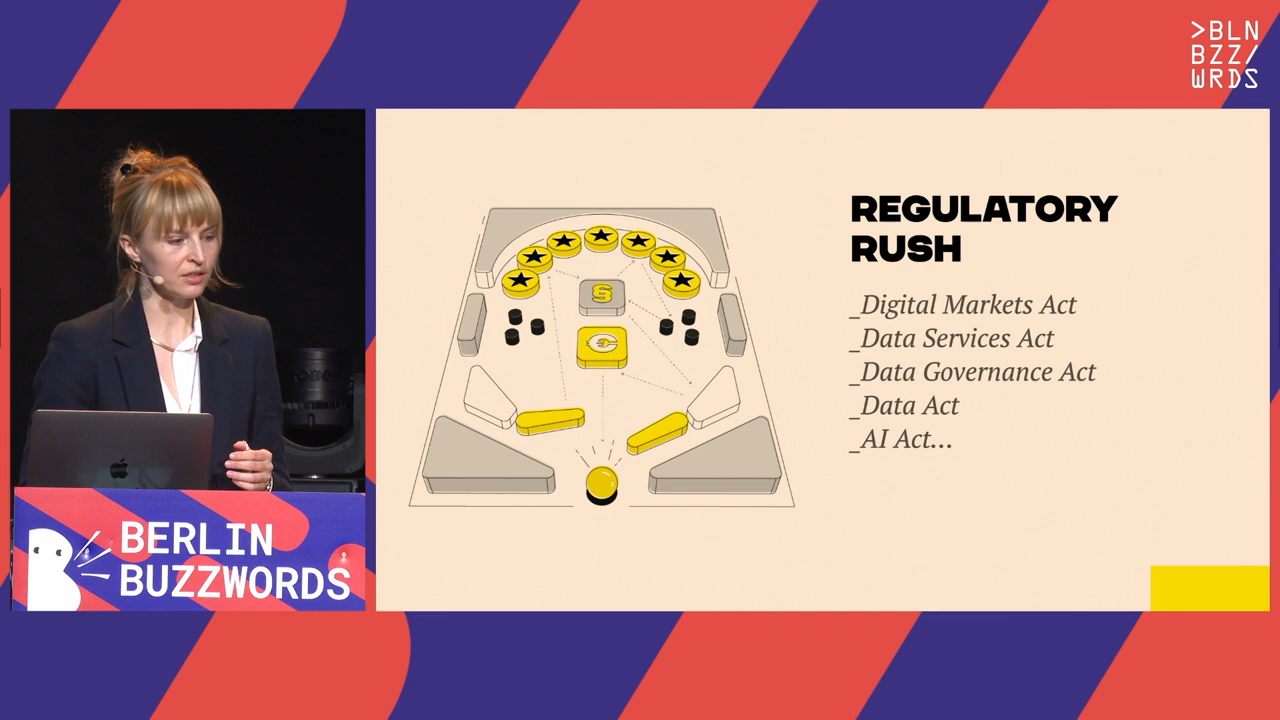 >BLN
BZZ/
WRDS
REGULATORY
RUSH
_Digital Markets Act
_Data Services Act
_Data Governance Act
_Data Act
_AI Act...
§
BERLIN
BUZZWORDS